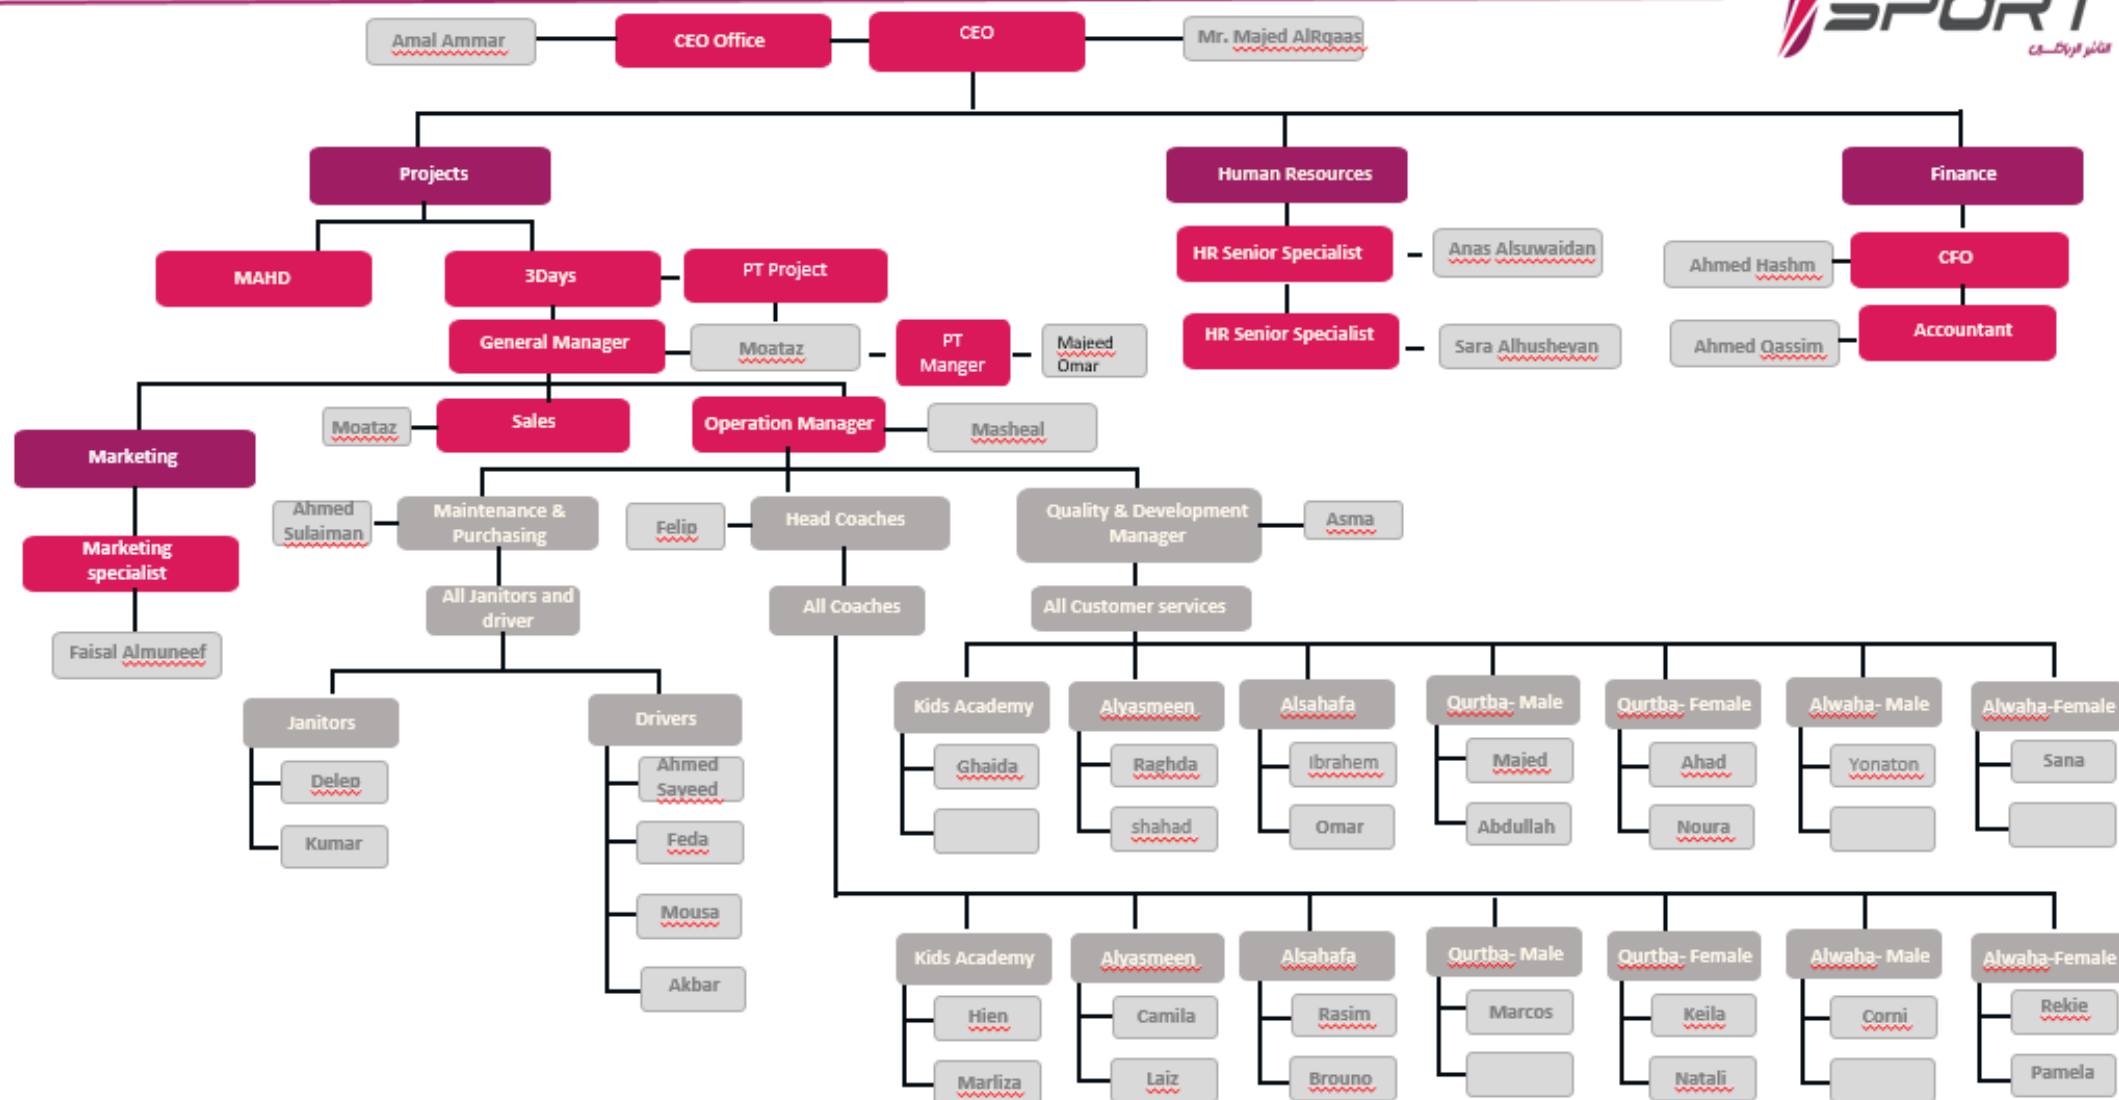 SPORT
Amal Ammar
CEO Office
CEO
Mr. Majed AlRqaas
Projects
Human Resources
Finance
MAHD
3Days
PT Project
HR Senior Specialist
Anas Alsuwaidan
Ahmed Hashm
CFO
General Manager
Moataz
PT
Manger
Majeed
Omar
HR Senior Specialist
Sara Alhusheyan
Ahmed Qassim
Accountant
Moataz
Sales
Operation Manager
Masheal
Marketing
Ahmed
Sulaiman
Maintenance &
Purchasing
Felip
Head Coaches
Quality & Development
Manager
Asma
Marketing
specialist
All Janitors and
driver
All Coaches
All Customer services
Faisal Almuneef
Janitors
Drivers
Kids Academy
Alyasmeen
Alsahafa
Qurtba- Male
Qurtba- Female
Alwaha- Male
Alwaha-Female
Delep
Kumar
Ahmed
Sayeed
Feda
Mousa
Akbar
Ghaida
Raghda
Ibrahem
Majed
Ahad
Yonaton
Sana
shahad
Omar
Abdullah
Noura
Kids Academy
Alyasmeen
Alsahafa
Qurtba- Male
Qurtba- Female
Alwaha- Male
Alwaha-Female
Hien
Camila
Rasim
Marcos
Keila
Corni
Rekie
Marliza
Laiz
Brouno
Natali
Pamela